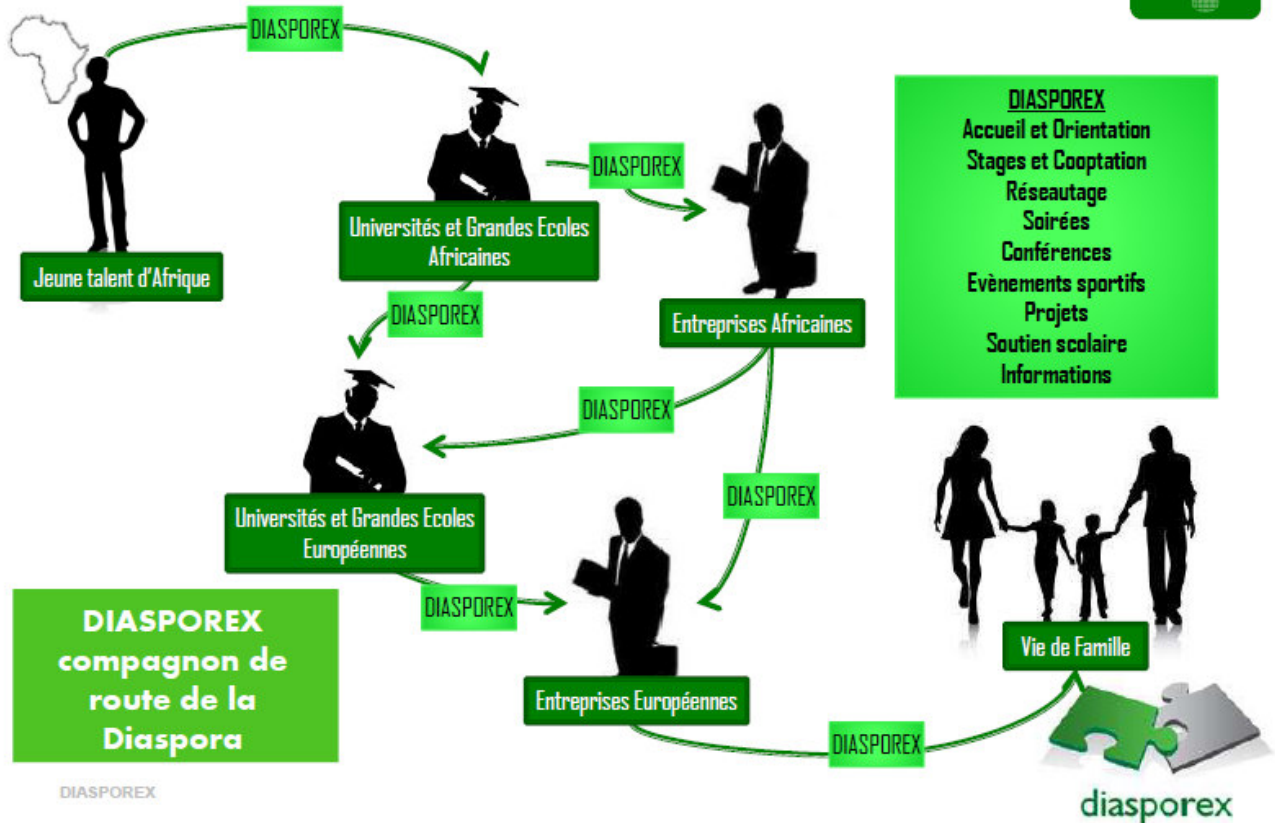 DIASPOREX
DIASPOREX
Accueil et Orientation
Stages et Cooptation
Réseautage
Soirées
Conférences
Evènements sportifs
Projets
Soutien scolaire
Informations
DIASPOREX
Universités et Grandes Ecoles
Africaines
Jeune talent d'Afrique
DIASPOREX
Entreprises Africaines
DIASPOREX
DIASPOREX
Universités et Grandes Ecoles
Européennes
DIASPOREX
DIASPOREX
compagnon de
route de la
Diaspora
Entreprises Européennes
Vie de Famille
DIASPOREX
DIASPOREX
diasporex